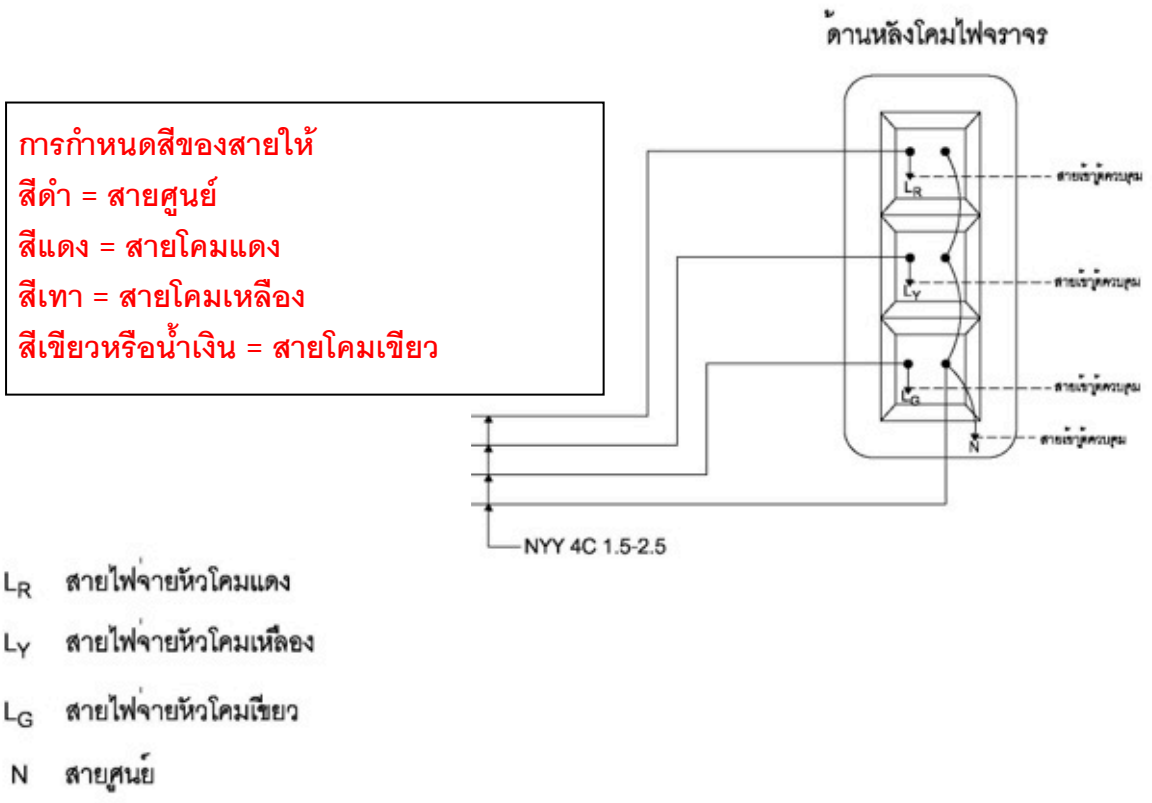 ด้านหลังโคมไฟจราจร
การกำหนดสีของสายให้
สีดำ = สายศูนย์
สีแดง = สายโคมแดง
สีเทา = สายโคมเหลือง
สีเขียวหรือน้ำเงิน = สายโคมเขียว
LR
สายเข้าตู้ควบคุม
LY
สายเข้าตู้ควบคุม
LG
สายเข้าตู้ควบคุม
N
สายเข้าตู้ควบคุม
NYY 4C 1.5-2.5
LR สายไฟจ่ายหัวโคมแดง
LY สายไฟจ่ายหัวโคมเหลือง
LG สายไฟจ่ายหัวโคมเขียว
N สายศูนย์